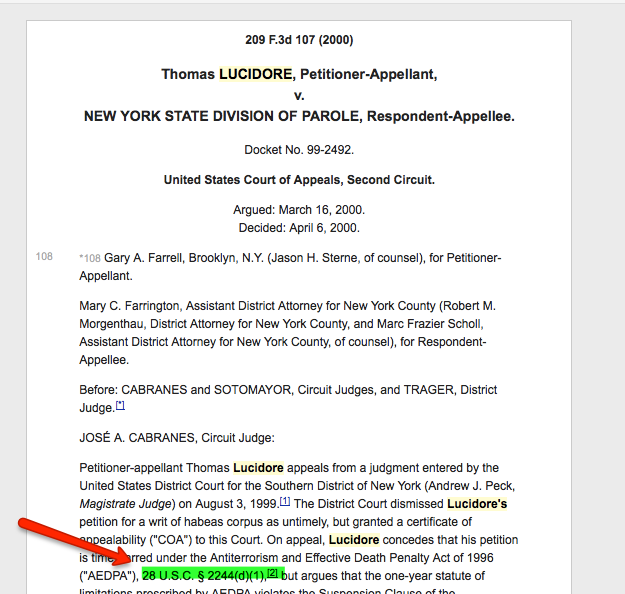 209 F.3d 107 (2000)
Thomas LUCIDORE, Petitioner-Appellant,
v.
NEW YORK STATE DIVISION OF PAROLE, Respondent-Appellee.
Docket No. 99-2492.
United States Court of Appeals, Second Circuit.
Argued: March 16, 2000.
Decided: April 6, 2000.
108 *108 Gary A. Farrell, Brooklyn, N.Y. (Jason H. Sterne, of counsel), for Petitioner-
Appellant.
Mary C. Farrington, Assistant District Attorney for New York County (Robert M.
Morgenthau, District Attorney for New York County, and Marc Frazier Scholl,
Assistant District Attorney for New York County, of counsel), for Respondent-
Appellee.
Before: CABRANES and SOTOMAYOR, Circuit Judges, and TRAGER, District
Judge.[*]
JOSÉ A. CABRANES, Circuit Judge:
Petitioner-appellant Thomas Lucidore appeals from a judgment entered by the
United States District Court for the Southern District of New York (Andrew J. Peck,
Magistrate Judge) on August 3, 1999.[1] The District Court dismissed Lucidore's
petition for a writ of habeas corpus as untimely, but granted a certificate of
appealability ("COA") to this Court. On appeal, Lucidore concedes that his petition
is under the Antiterrorism and Effective Death Penalty Act of 1996
("AEDPA"), 28 U.S.C. § 2244(d)(1),[2] but argues that the one-year statute of
limitations prescribed by AEDPA violates the Suspension Clause of the